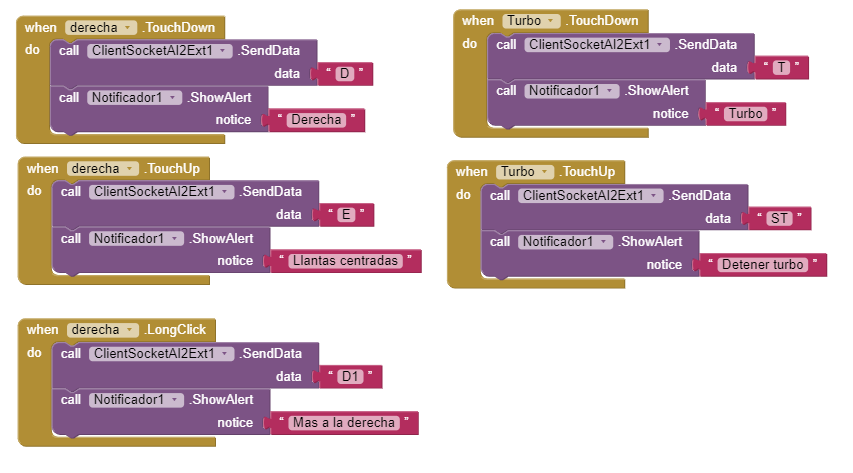 when derecha .TouchDown
do call ClientSocketAI2Ext1 .SendData
data " D "
call Notificador1 .ShowAlert
notice " Derecha "
when Turbo .TouchDown
do call ClientSocketAI2Ext1 .SendData
data " T "
call Notificador1 .ShowAlert
notice " Turbo "
when derecha .TouchUp
do call ClientSocketAI2Ext1 .SendData
data " E "
call Notificador1 .ShowAlert
notice " Llantas centradas "
when Turbo .TouchUp
do call ClientSocketAI2Ext1 .SendData
data " ST "
call Notificador1 .ShowAlert
notice " Detener turbo "
when derecha .LongClick
do call ClientSocketAI2Ext1 .SendData
data " D1 "
call Notificador1 .ShowAlert
notice " Mas a la derecha "